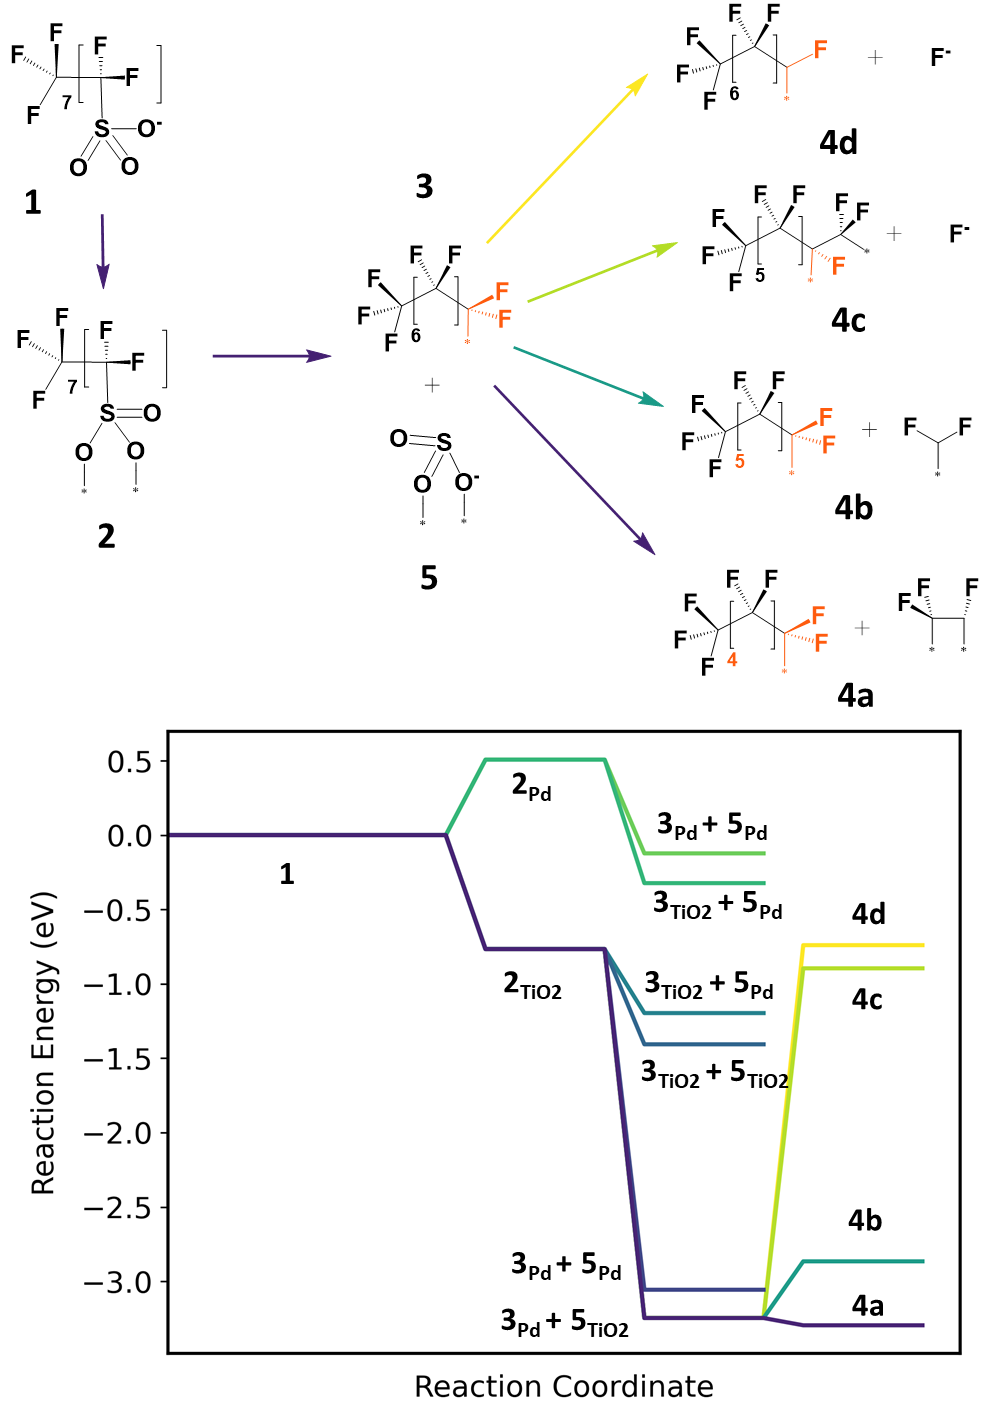 F F F F
F
7
F
S O-
O O
1
F F F F
F
7
F
S O
O O
* *
2
3
F F F
F F
F 6 F
*
+
O S
O O-
* *
5
F F
F F
F 6
F *
+ F-
4d
F F F F
F F
F 5 F
* *
+ F-
4c
F F
F F
F 5 F
F *
+ F F
*
4b
F F
F F
F 4 F
F *
+ F F F
* *
4a
0.5
0.0
−0.5
−1.0
−1.5
−2.0
−2.5
−3.0
Reaction Energy (eV)
1
2Pd
3Pd + 5Pd
3TiO2 + 5Pd
2TiO2
3TiO2 + 5Pd
3TiO2 + 5TiO2
3Pd + 5Pd
3Pd + 5TiO2
4d
4c
4b
4a
Reaction Coordinate